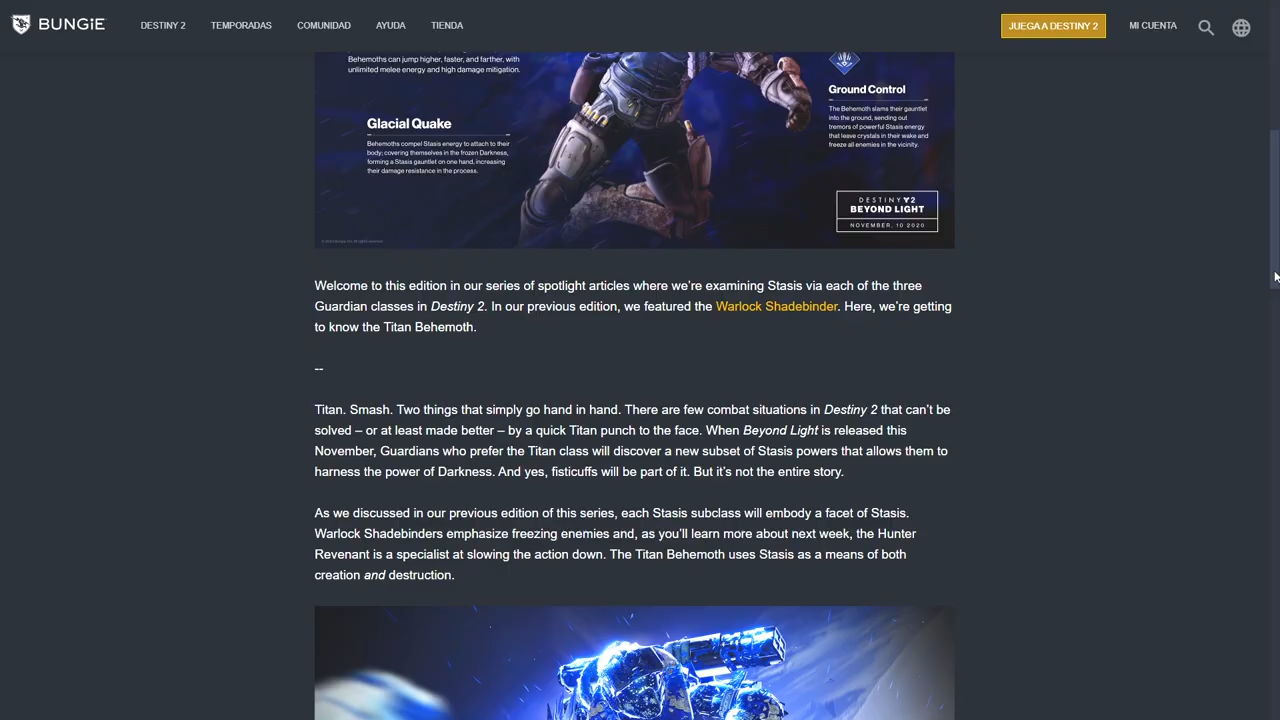 BUNGiE
DESTINY 2
TEMPORADAS
COMUNIDAD
AYUDA
TIENDA
JUEGA A DESTINY 2
MI CUENTA
Behemoths can jump higher, faster, and farther, with
unlimited melee energy and high damage mitigation.
Glacial Quake
Behemoths compel Stasis energy to attach to their
body; covering themselves in the frozen Darkness,
forming a Stasis gauntlet on one hand, increasing
their damage resistance in the process.
Ground Control
The Behemoth slams their gauntlet
into the ground, sending out
tremors of powerful Stasis energy
that leave crystals in their wake and
freeze all enemies in the vicinity.
DESTINY 2
BEYOND LIGHT
NOVEMBER, 10 2020
Welcome to this edition in our series of spotlight articles where we’re examining Stasis via each of the three
Guardian classes in Destiny 2. In our previous edition, we featured the Warlock Shadebinder. Here, we’re getting
to know the Titan Behemoth.
--
Titan. Smash. Two things that simply go hand in hand. There are few combat situations in Destiny 2 that can’t be
solved – or at least made better – by a quick Titan punch to the face. When Beyond Light is released this
November, Guardians who prefer the Titan class will discover a new subset of Stasis powers that allows them to
harness the power of Darkness. And yes, fisticuffs will be part of it. But it’s not the entire story.
As we discussed in our previous edition of this series, each Stasis subclass will embody a facet of Stasis.
Warlock Shadebinders emphasize freezing enemies and, as you’ll learn more about next week, the Hunter
Revenant is a specialist at slowing the action down. The Titan Behemoth uses Stasis as a means of both
creation and destruction.